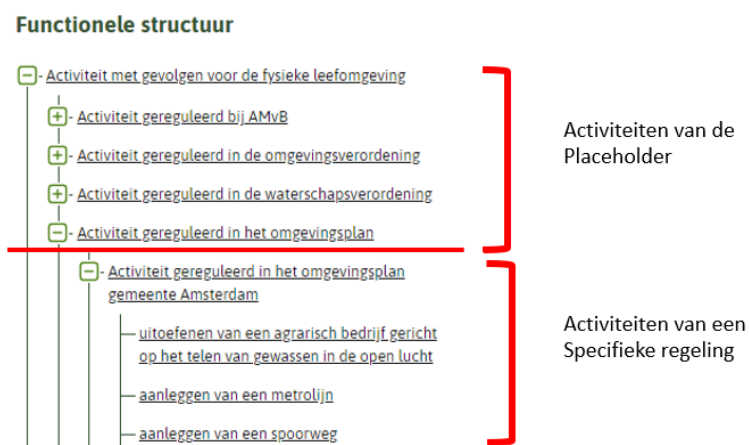 Functionele structuur
Activiteit met gevolgen voor de fysieke leefomgeving
Activiteit gereguleerd bij AMvB
Activiteit gereguleerd in de omgevingsverordening
Activiteit gereguleerd in de waterschapsverordening
Activiteit gereguleerd in het omgevingsplan
Activiteiten van de
Placeholder
Activiteit gereguleerd in het omgevingsplan
gemeente Amsterdam
uitoefenen van een agrarisch bedrijf gericht
op het telen van gewassen in de open lucht
aanleggen van een metrolijn
aanleggen van een spoorweg
Activiteiten van een
Specifieke regeling